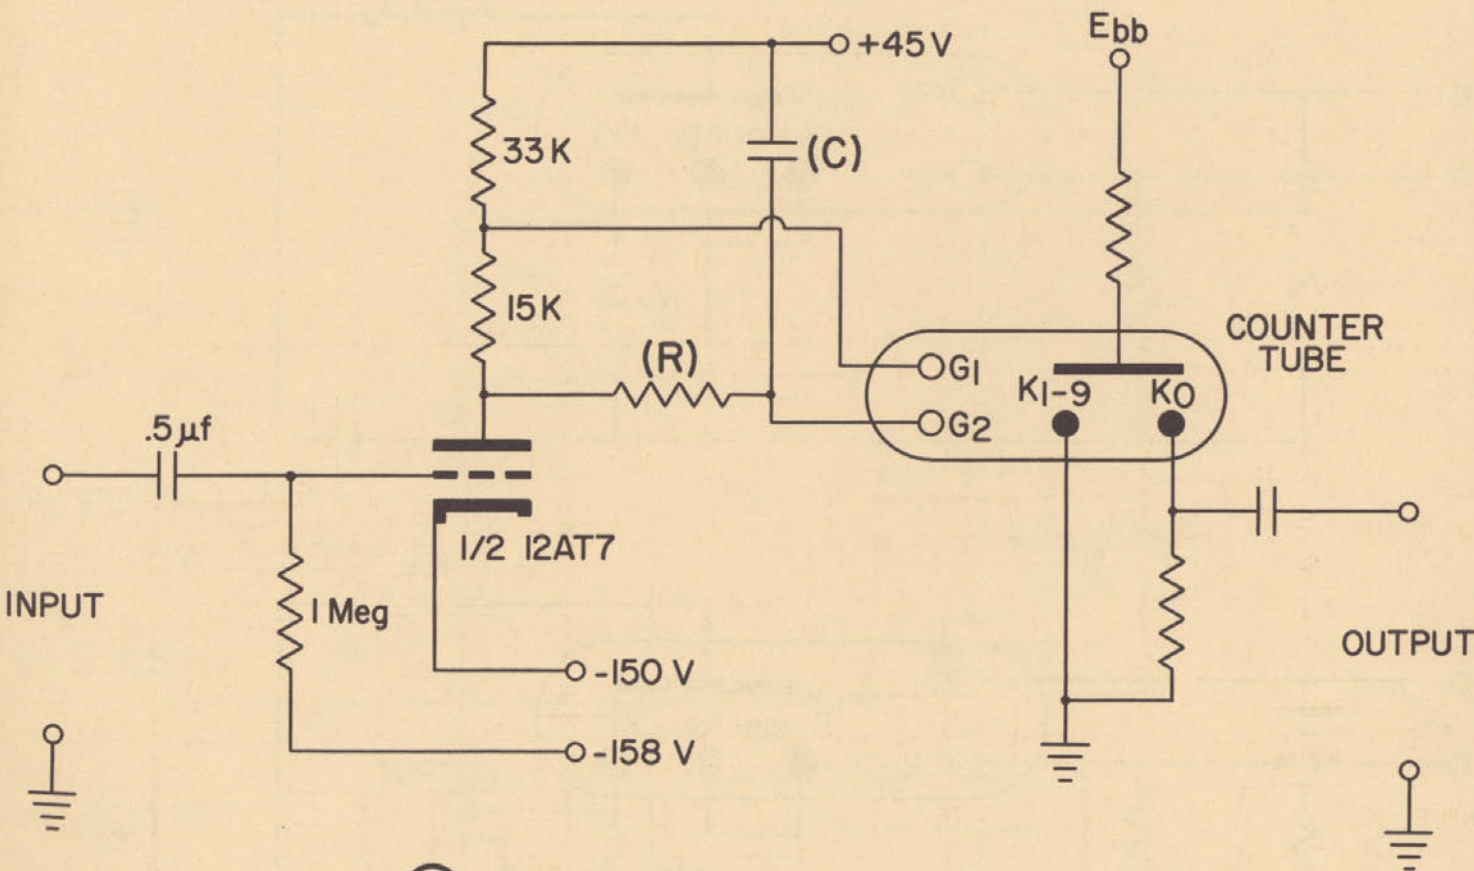 Ebb
+45V
33K
(C)
15K
(R)
G1
G2
K1-9
K0
COUNTER
TUBE
.5μf
1/2 12AT7
INPUT
1 Meg
-150 V
-158 V
OUTPUT